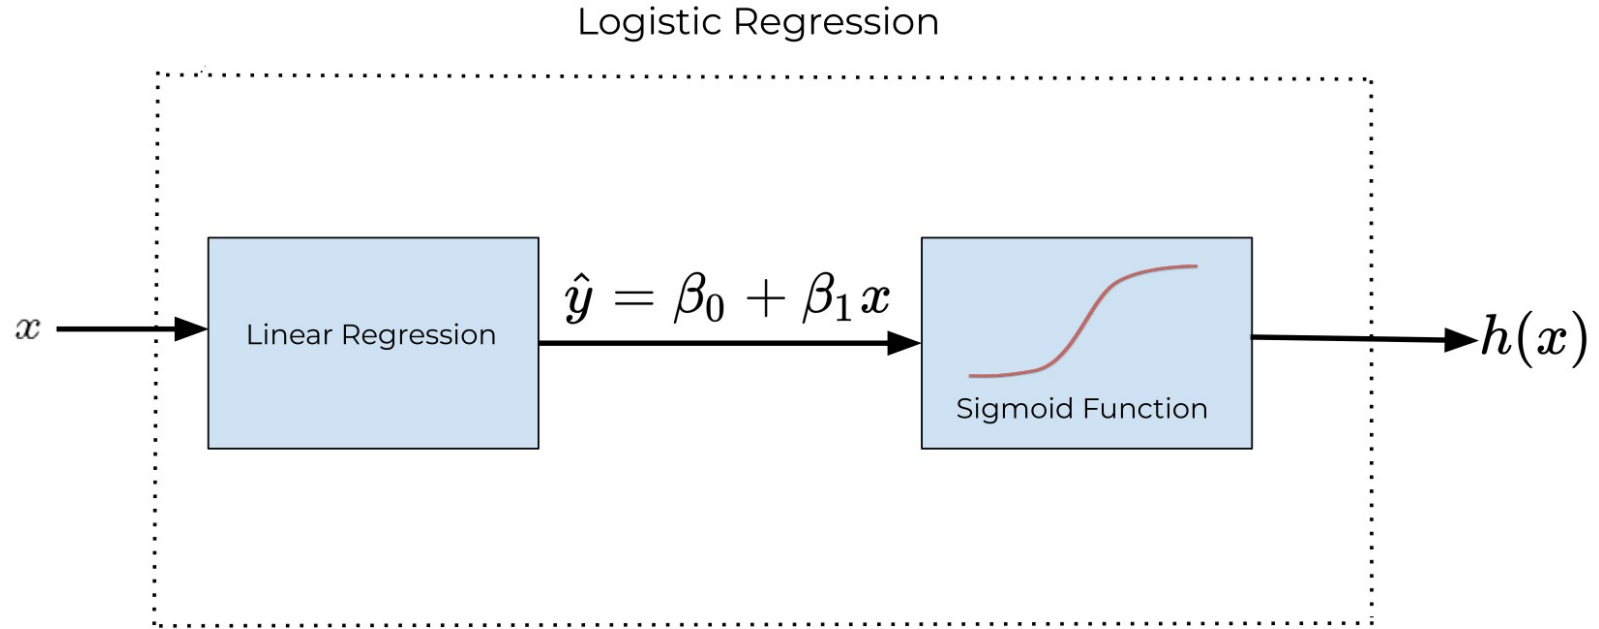 Logistic Regression
x
Linear Regression
ŷ = β₀ + β₁x
Sigmoid Function
h(x)